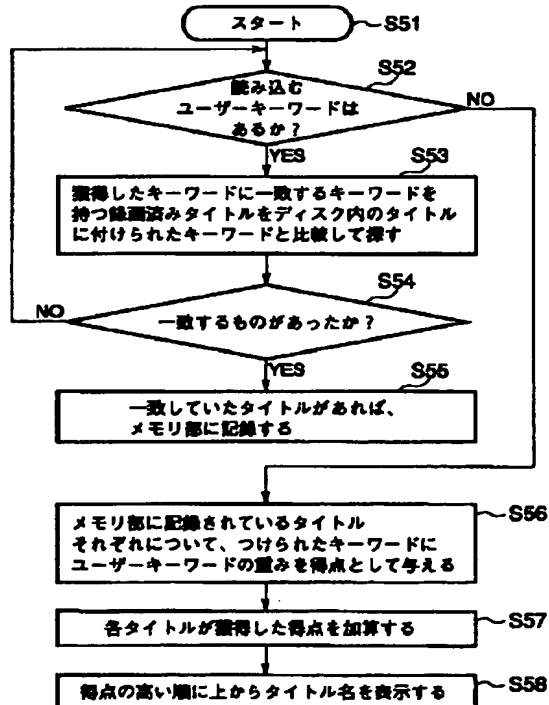 スタート
S51
S52
読み込む
ユーザーキーワードは
あるか？
NO
YES
S53
獲得したキーワードに一致するキーワードを
持つ録画済みタイトルをディスク内のタイトル
に付けられたキーワードと比較して探す
S54
NO
一致するものがあったか？
YES
S55
一致していたタイトルがあれば、
メモリ部に記録する
メモリ部に記録されているタイトル
S56
それぞれについて、つけられたキーワードに
ユーザーキーワードの重みを得点として与える
各タイトルが獲得した得点を加算する
S57
得点の高い順に上からタイトル名を表示する
S58